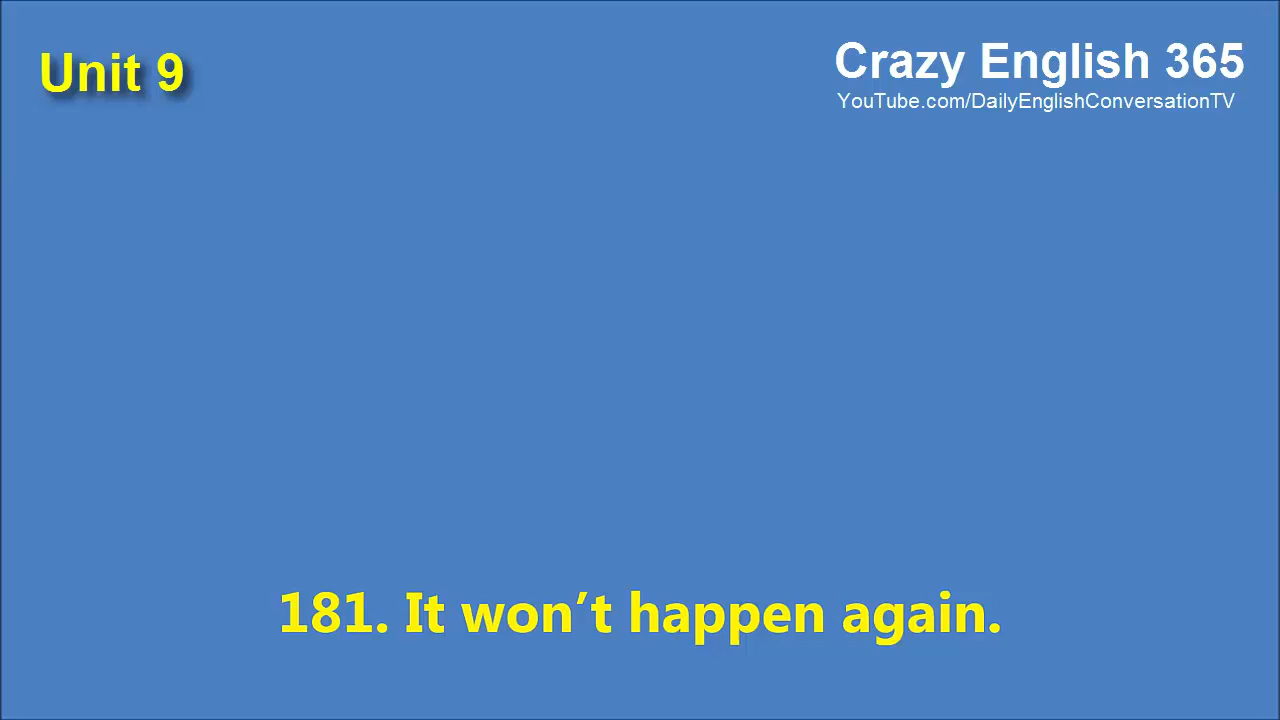 Unit 9
Crazy English 365
YouTube.com/DailyEnglishConversationTV
181. It won’t happen again.